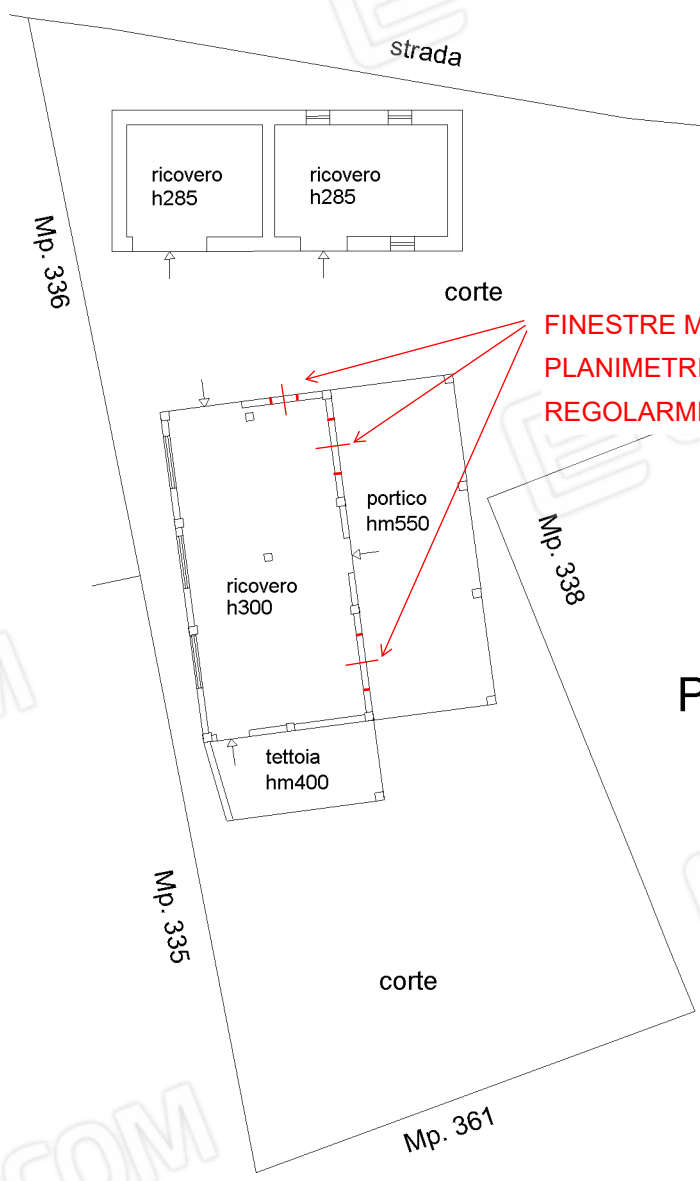 strada
ricovero
h285
ricovero
h285
Mp. 336
corte
FINESTRE M
PLANIMETR
REGOLARM
portico
hm550
Mp. 338
ricovero
h300
P
tettoia
hm400
Mp. 335
corte
Mp. 361
COM